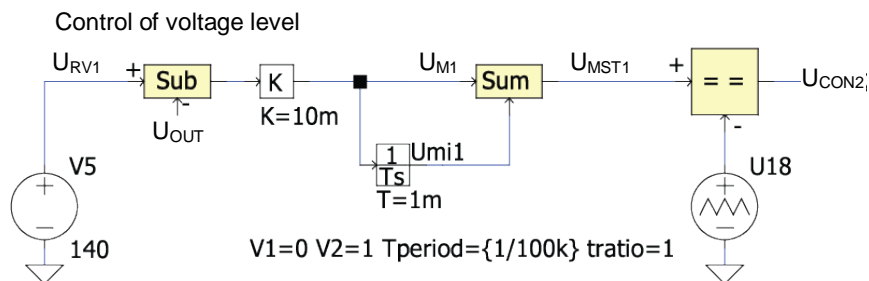 Control of voltage level
URV1
+
Sub
-
UOUT
K
K=10m
UM1
Sum
UMST1
+
= =
-
UCON2
1
Ts
Umi1
T=1m
V5
+
140
U18
+
V1=0 V2=1 Tperiod={1/100k} tratio=1